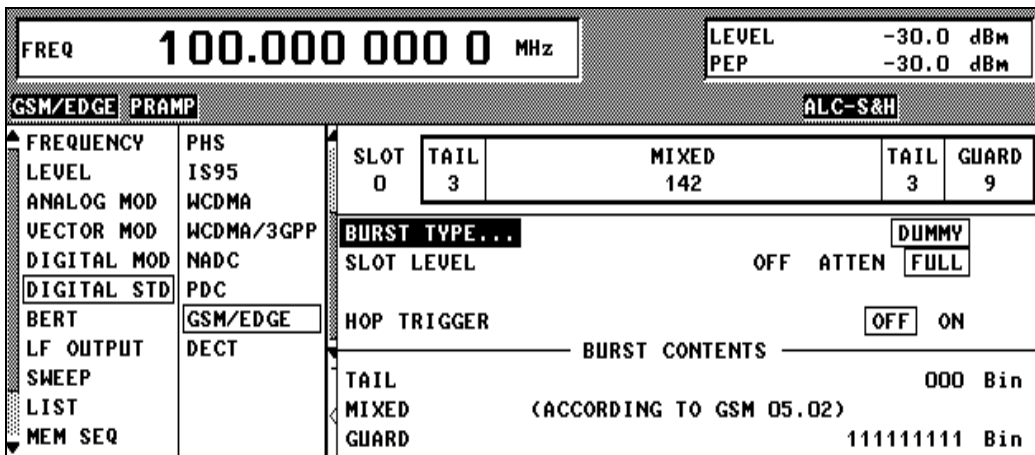 FREQ 100.000 000 0 MHz
LEVEL -30.0 dBm
PEP -30.0 dBm
GSM/EDGE PRAMP ALC-S&H
FREQUENCY
LEVEL
ANALOG MOD
VECTOR MOD
DIGITAL MOD
DIGITAL STD
BERT
LF OUTPUT
SWEEP
LIST
MEM SEQ
PHS
IS95
WCDMA
WCDMA/3GPP
NADC
PDC
GSM/EDGE
DECT
SLOT TAIL MIXED TAIL GUARD
0 3 142 3 9
BURST TYPE... DUMMY
SLOT LEVEL OFF ATTEN FULL
HOP TRIGGER OFF ON
BURST CONTENTS
TAIL 000 Bin
MIXED (ACCORDING TO GSM 05.02)
GUARD 111111111 Bin